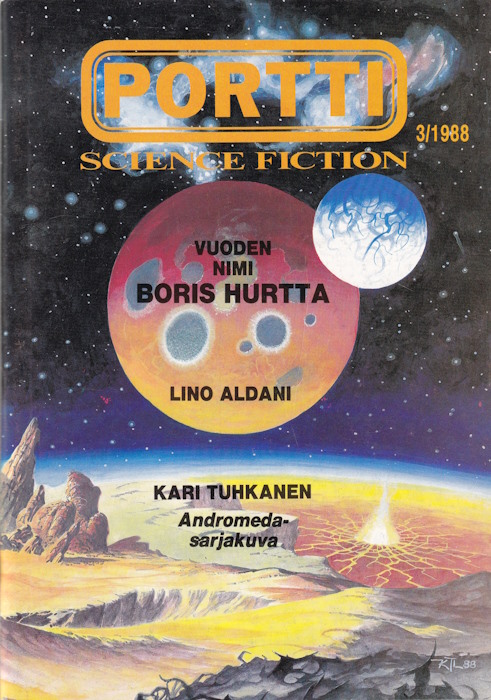 PORTTI
3/1988
SCIENCE FICTION
VUODEN
NIMI
BORIS HURTTA
LINO ALDANI
KARI TUHKANEN
Andromeda-
sarjakuva